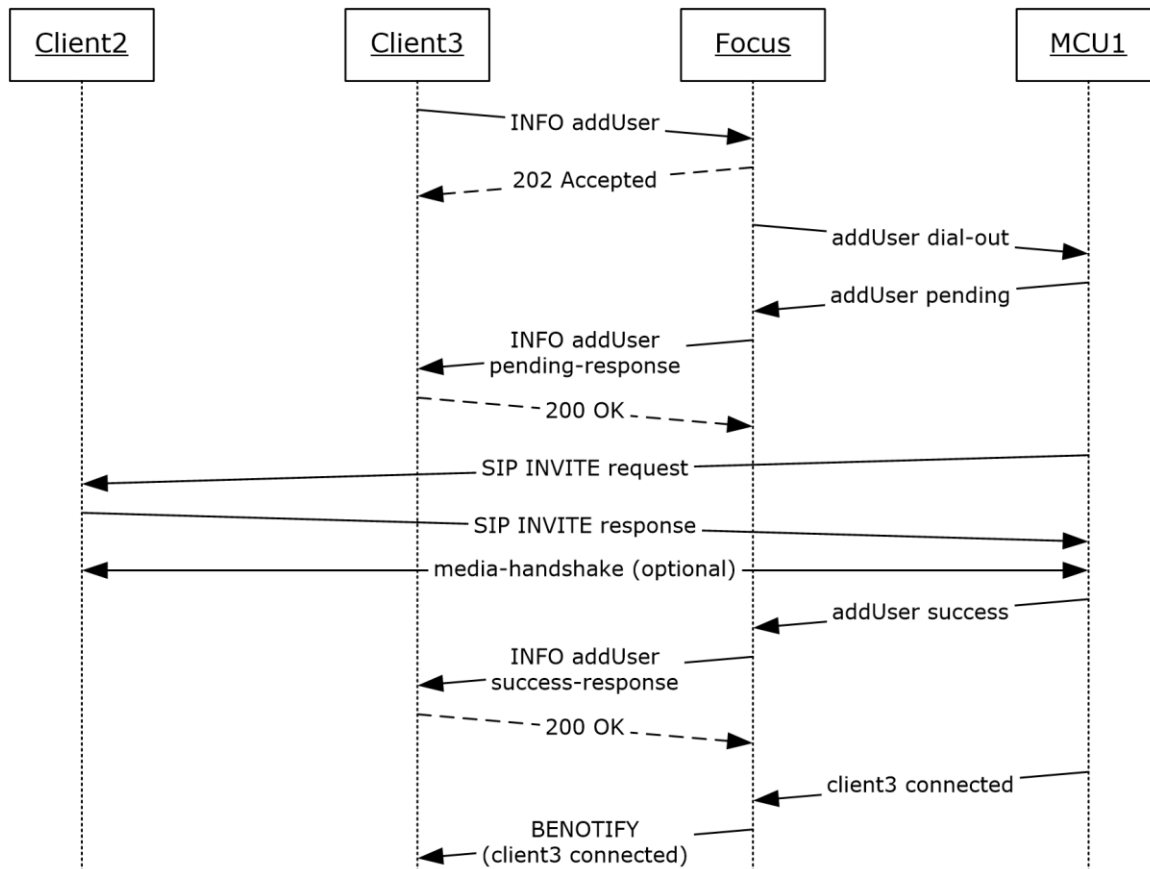 Client2
Client3
Focus
MCU1
INFO addUser
202 Accepted
addUser dial-out
addUser pending
INFO addUser
pending-response
200 OK
SIP INVITE request
SIP INVITE response
media-handshake (optional)
addUser success
INFO addUser
success-response
200 OK
client3 connected
BENOTIFY
(client3 connected)